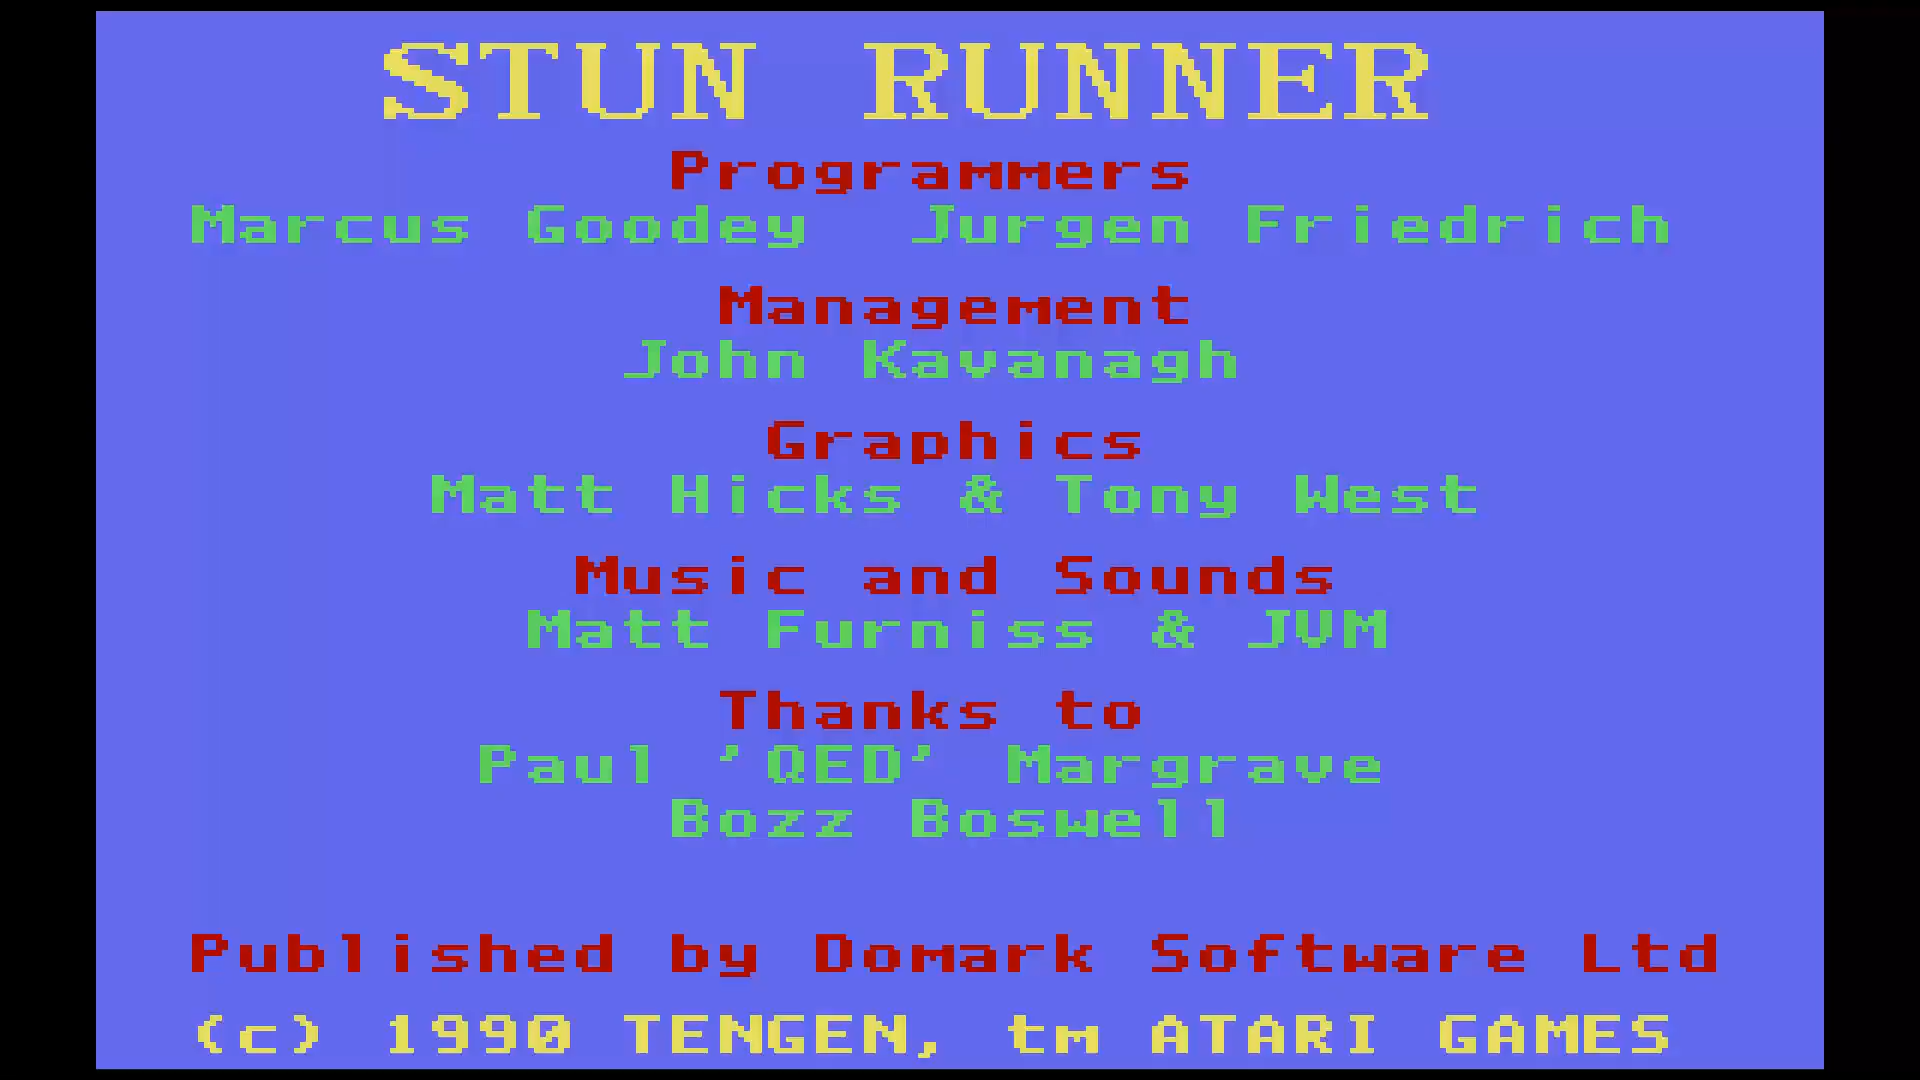 STUN RUNNER
Programmers
Marcus Goodey  Jurgen Friedrich
Management
John Kavanagh
Graphics
Matt Hicks & Tony West
Music and Sounds
Matt Furniss & JVM
Thanks to
Paul 'QED' Margrave
Bozz Boswell
Published by Domark Software Ltd
(c) 1990 TENGEN, tm ATARI GAMES